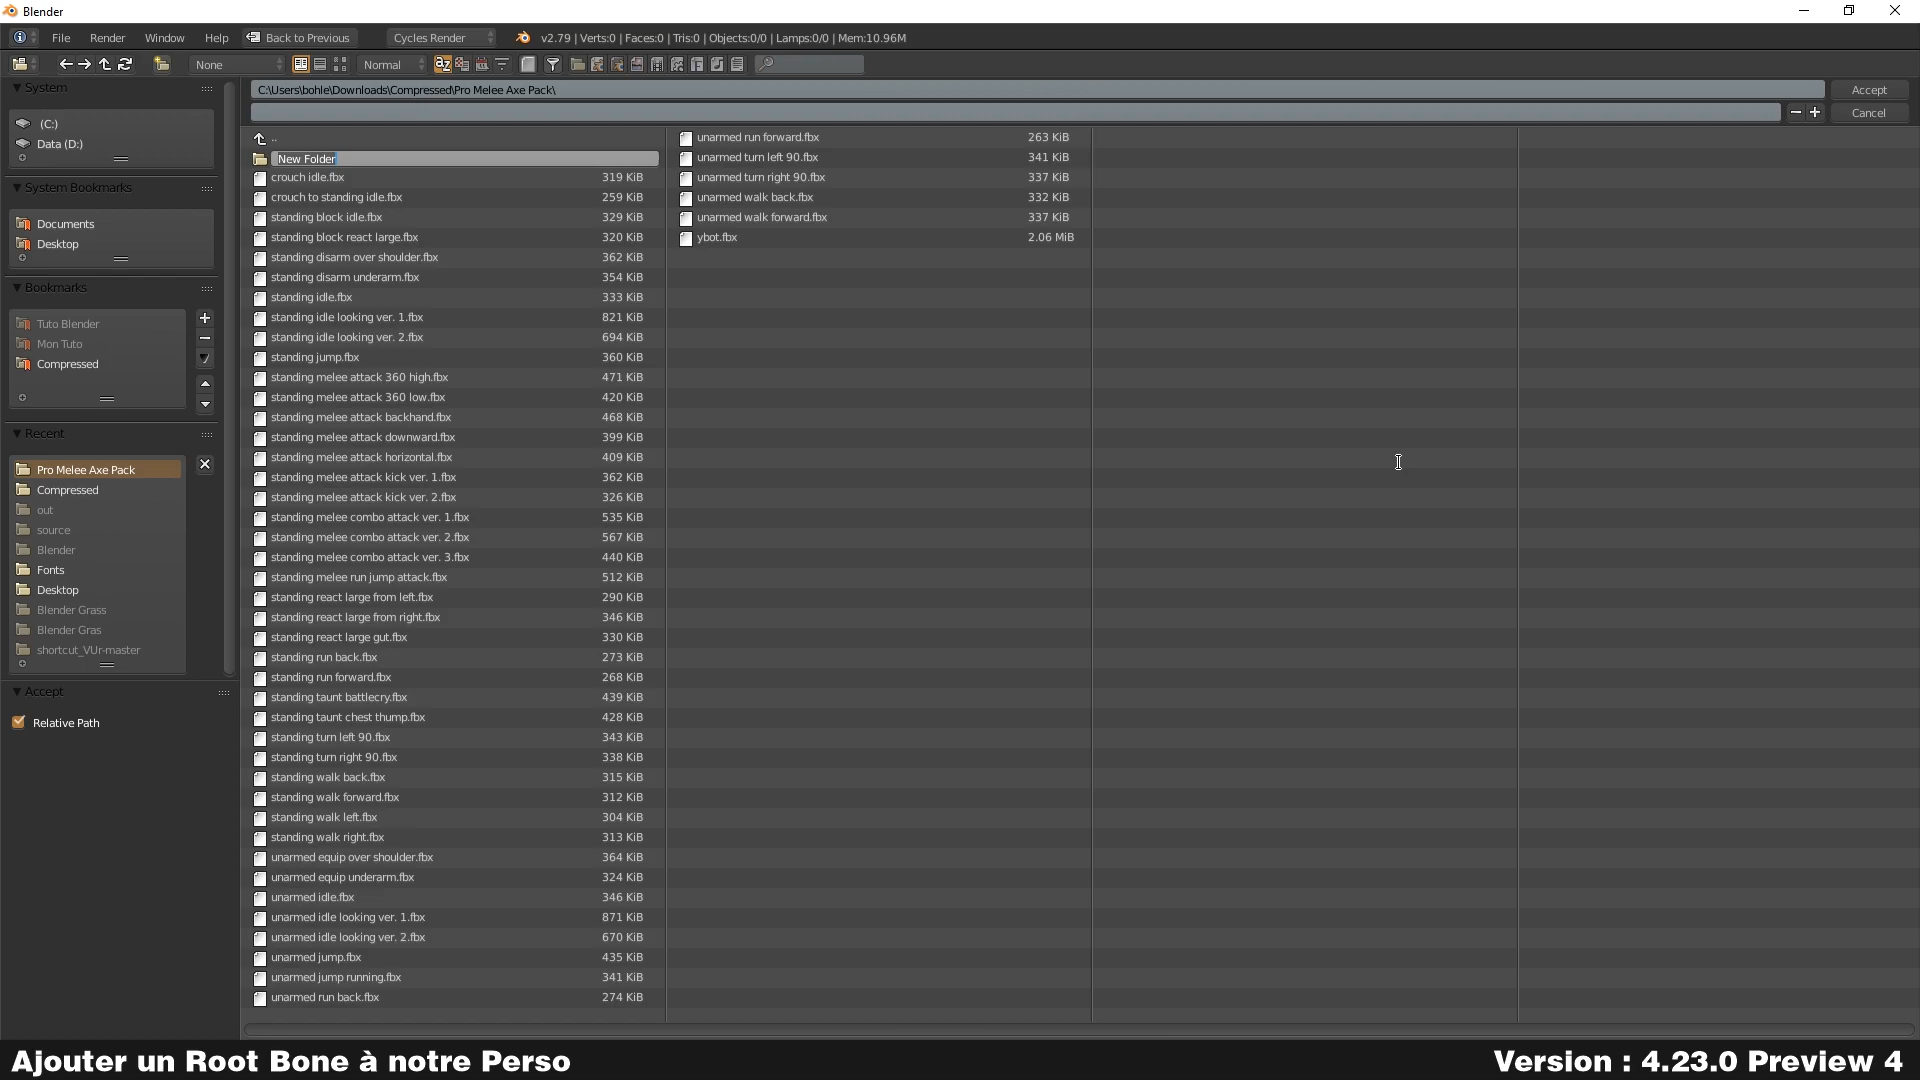 Blender
File Render Window Help Back to Previous Cycles Render v2.79 | Verts:0 | Faces:0 | Tris:0 | Objects:0/0 | Lamps:0/0 | Mem:10.96M
None Normal
System
(C:)
Data (D:)
System Bookmarks
Documents
Desktop
Bookmarks
Tuto Blender
Mon Tuto
Compressed
Recent
Pro Melee Axe Pack
Compressed
out
source
Blender
Fonts
Desktop
Blender Grass
Blender Gras
shortcut_VUr-master
Accept
Relative Path
C:\Users\bohle\Downloads\Compressed\Pro Melee Axe Pack\
Accept
Cancel
..
New Folder
crouch idle.fbx 319 KiB
crouch to standing idle.fbx 259 KiB
standing block idle.fbx 329 KiB
standing block react large.fbx 320 KiB
standing disarm over shoulder.fbx 362 KiB
standing disarm underarm.fbx 354 KiB
standing idle.fbx 333 KiB
standing idle looking ver. 1.fbx 821 KiB
standing idle looking ver. 2.fbx 694 KiB
standing jump.fbx 360 KiB
standing melee attack 360 high.fbx 471 KiB
standing melee attack 360 low.fbx 420 KiB
standing melee attack backhand.fbx 468 KiB
standing melee attack downward.fbx 399 KiB
standing melee attack horizontal.fbx 409 KiB
standing melee attack kick ver. 1.fbx 362 KiB
standing melee attack kick ver. 2.fbx 326 KiB
standing melee combo attack ver. 1.fbx 535 KiB
standing melee combo attack ver. 2.fbx 567 KiB
standing melee combo attack ver. 3.fbx 440 KiB
standing melee run jump attack.fbx 512 KiB
standing react large from left.fbx 290 KiB
standing react large from right.fbx 346 KiB
standing react large gut.fbx 330 KiB
standing run back.fbx 273 KiB
standing run forward.fbx 268 KiB
standing taunt battlecry.fbx 439 KiB
standing taunt chest thump.fbx 428 KiB
standing turn left 90.fbx 343 KiB
standing turn right 90.fbx 338 KiB
standing walk back.fbx 315 KiB
standing walk forward.fbx 312 KiB
standing walk left.fbx 304 KiB
standing walk right.fbx 313 KiB
unarmed equip over shoulder.fbx 364 KiB
unarmed equip underarm.fbx 324 KiB
unarmed idle.fbx 346 KiB
unarmed idle looking ver. 1.fbx 871 KiB
unarmed idle looking ver. 2.fbx 670 KiB
unarmed jump.fbx 435 KiB
unarmed jump running.fbx 341 KiB
unarmed run back.fbx 274 KiB
unarmed run forward.fbx 263 KiB
unarmed turn left 90.fbx 341 KiB
unarmed turn right 90.fbx 337 KiB
unarmed walk back.fbx 332 KiB
unarmed walk forward.fbx 337 KiB
ybot.fbx 2.06 MiB
Ajouter un Root Bone à notre Perso
Version : 4.23.0 Preview 4